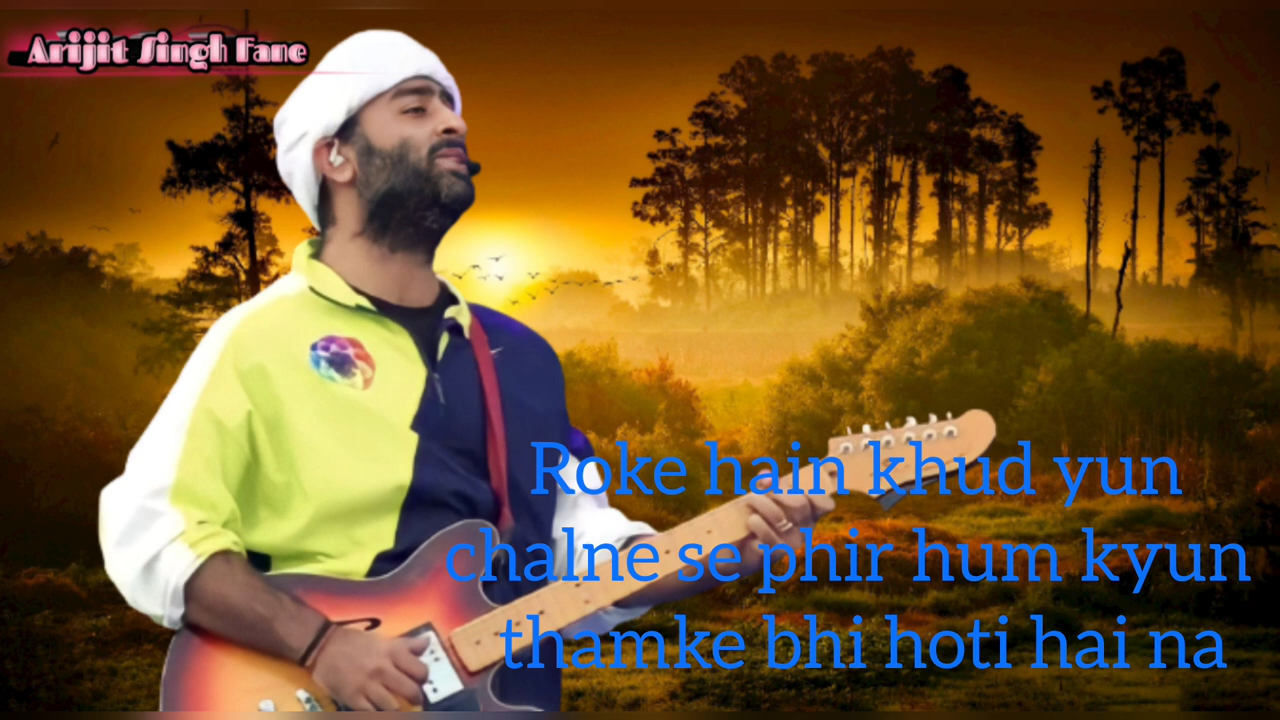 Arijit Singh Fane
Roke hain khud yun
chalne se phir hum kyun
thamke bhi hoti hai na